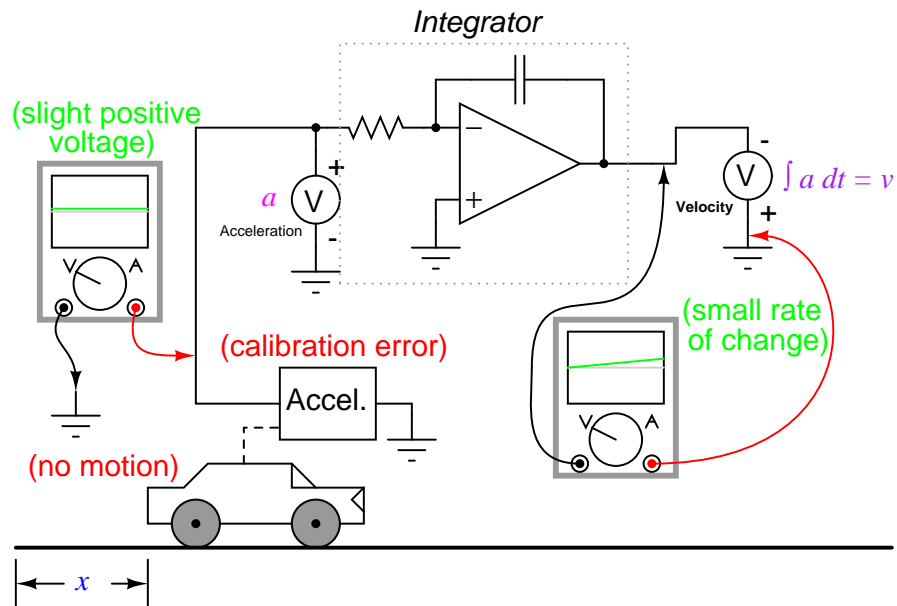 Integrator
(slight positive
voltage)
+
a
V
Acceleration
-
−
+
-
V
∫ a dt = v
Velocity
+
V A
(small rate
of change)
(calibration error)
Accel.
V A
(no motion)
x